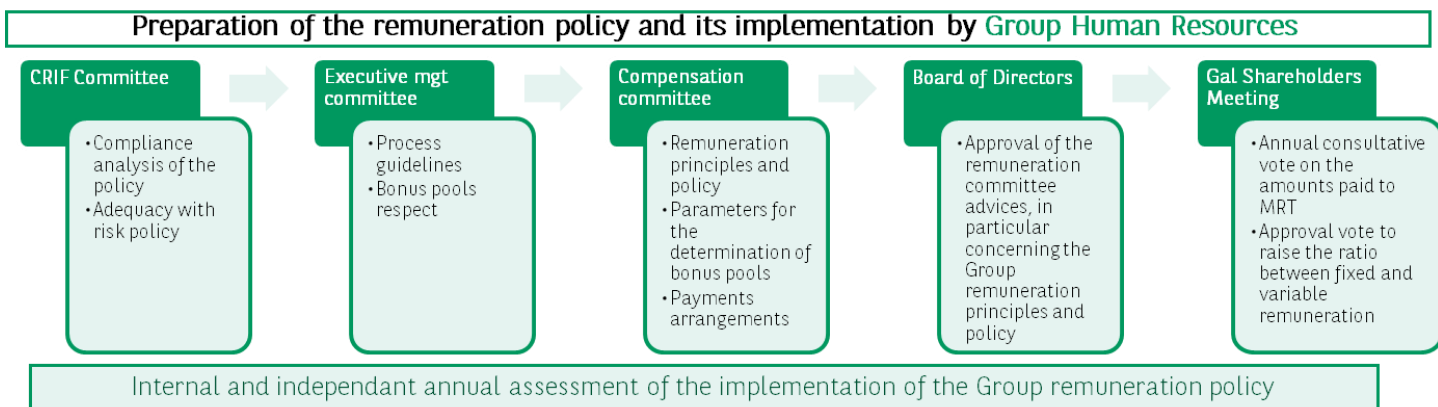 Preparation of the remuneration policy and its implementation by Group Human Resources
CRIF Committee
•Compliance
analysis of the
policy
•Adequacy with
risk policy
Executive mgt
committee
•Process
guidelines
•Bonus pools
respect
Compensation
committee
•Remuneration
principles and
policy
•Parameters for
the
determination of
bonus pools
•Payments
arrangements
Board of Directors
•Approval of the
remuneration
committee
advices, in
particular
concerning the
Group
remuneration
principles and
policy
Gal Shareholders
Meeting
•Annual consultative
vote on the
amounts paid to
MRT
•Approval vote to
raise the ratio
between fixed and
variable
remuneration
Internal and independant annual assessment of the implementation of the Group remuneration policy